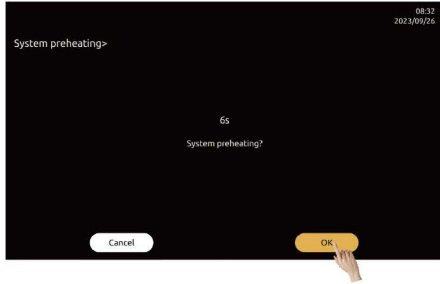 08:32
2023/09/26
System preheating>
6s
System preheating?
Cancel
OK